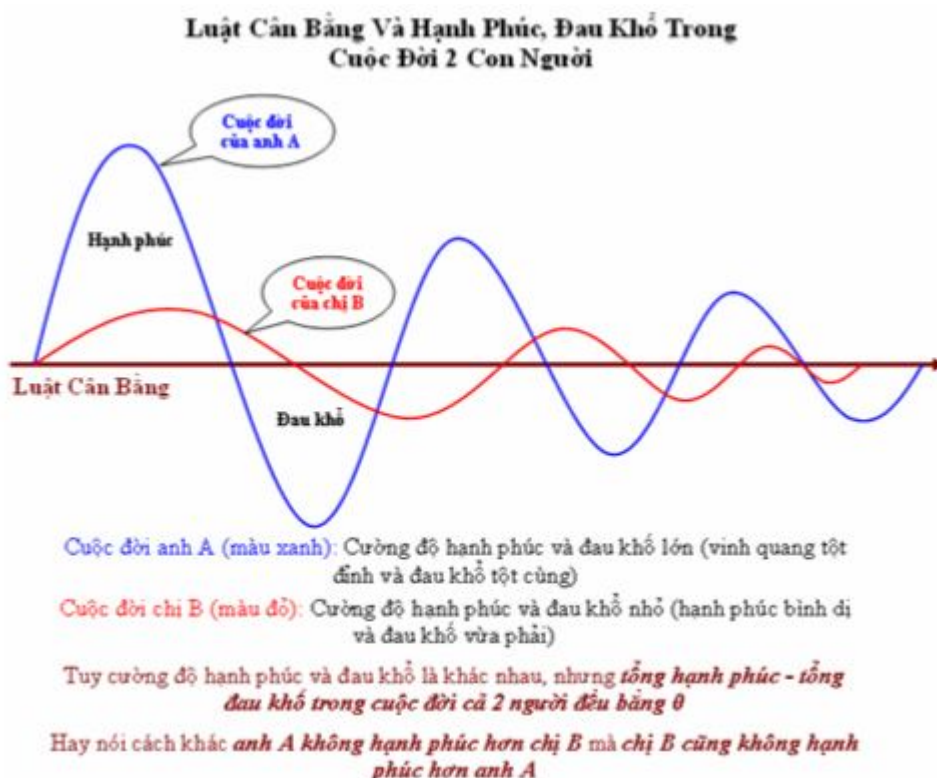 Luật Cân Bằng Và Hạnh Phúc, Đau Khổ Trong
Cuộc Đời 2 Con Người
Cuộc đời
của anh A
Hạnh phúc
Cuộc đời
của chị B
Luật Cân Bằng
Đau khổ
Cuộc đời anh A (màu xanh): Cường độ hạnh phúc và đau khổ lớn (vinh quang tột
đỉnh và đau khổ tột cùng)
Cuộc đời chị B (màu đỏ): Cường độ hạnh phúc và đau khổ nhỏ (hạnh phúc bình dị
và đau khổ vừa phải)
Tuy cường độ hạnh phúc và đau khổ là khác nhau, nhưng tổng hạnh phúc - tổng
đau khổ trong cuộc đời cả 2 người đều bằng 0
Hay nói cách khác anh A không hạnh phúc hơn chị B mà chị B cũng không hạnh
phúc hơn anh A